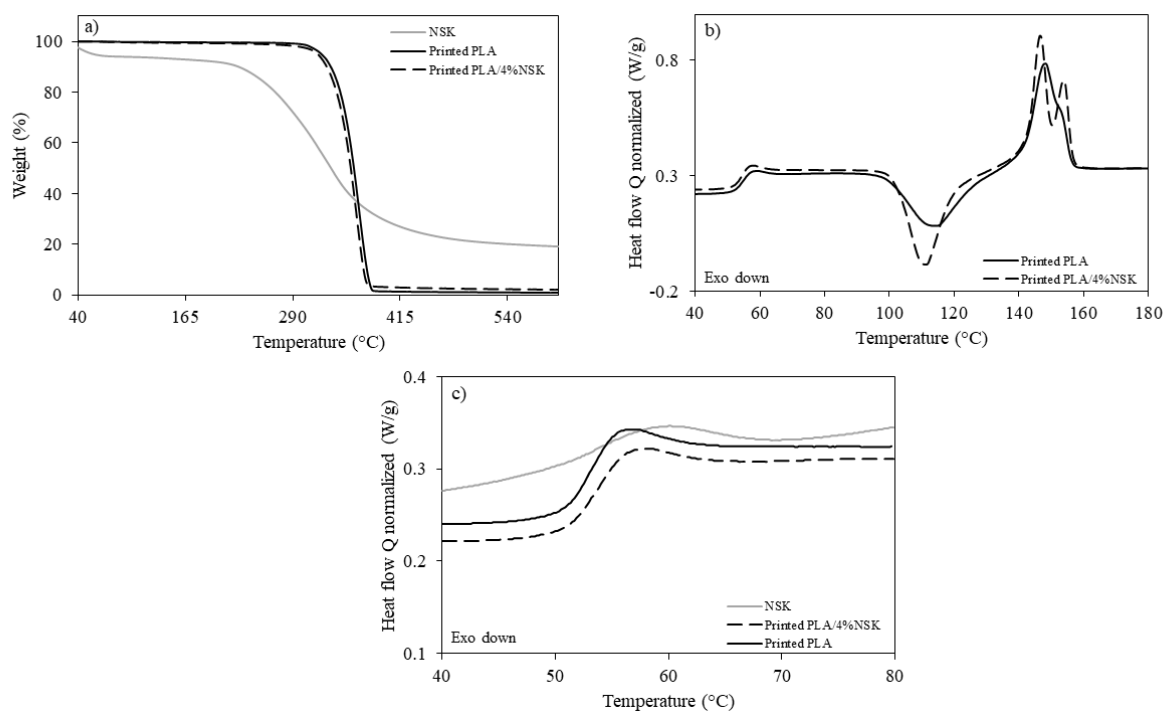 a)
NSK
Printed PLA
Printed PLA/4%NSK
100
80
60
40
20
0
Weight (%)
40 165 290 415 540
Temperature (°C)
b)
0.8
0.3
-0.2
Heat flow Q normalized (W/g)
Printed PLA
Printed PLA/4%NSK
Exo down
40 60 80 100 120 140 160 180
Temperature (°C)
c)
0.4
0.3
0.2
0.1
Heat flow Q normalized (W/g)
NSK
Printed PLA/4%NSK
Printed PLA
Exo down
40 50 60 70 80
Temperature (°C)